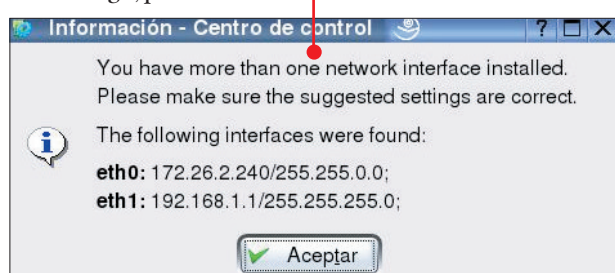 Información - Centro de control
You have more than one network interface installed.
Please make sure the suggested settings are correct.
The following interfaces were found:
eth0: 172.26.2.240/255.255.0.0;
eth1: 192.168.1.1/255.255.255.0;
Aceptar